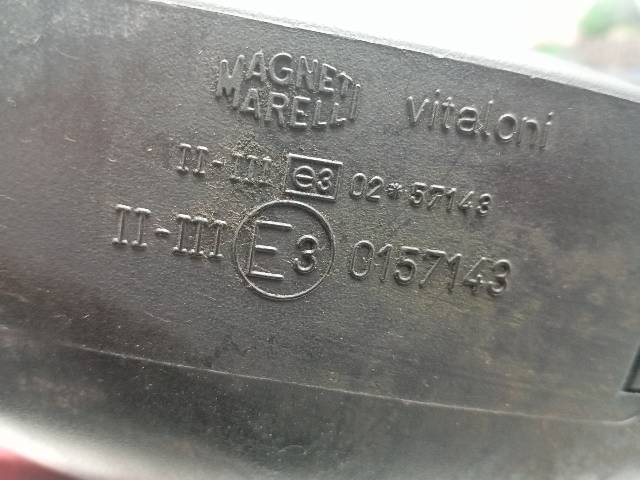 MAGNETI
MARELLI
vitaloni
II-III e3 02*57143
II-III E3 0157143